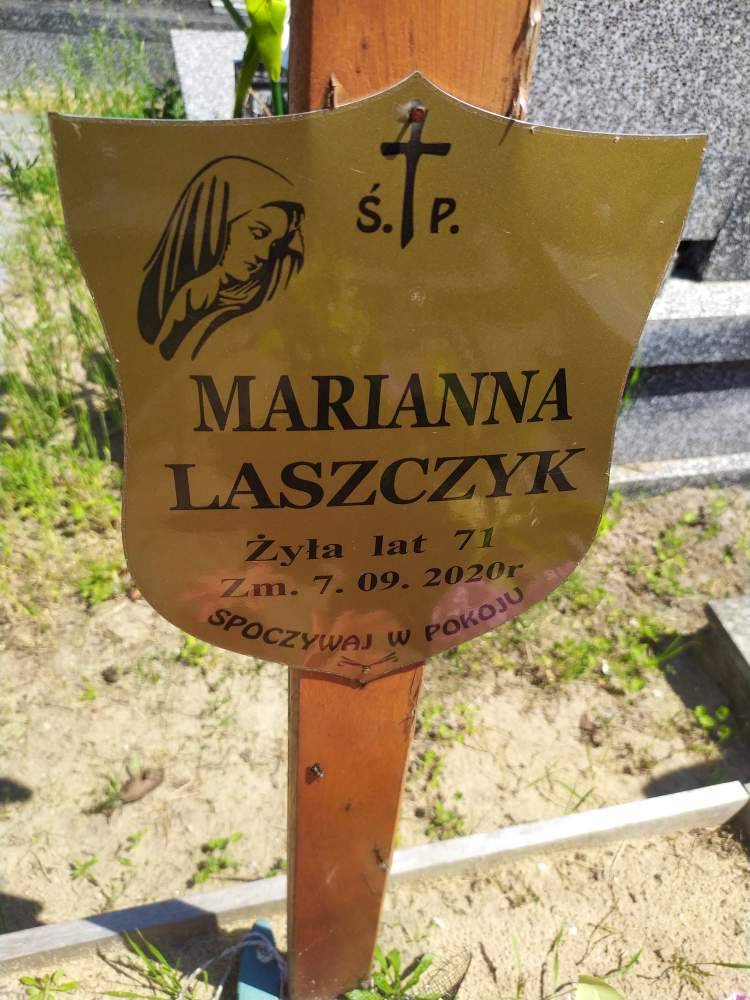 Ś. P.
MARIANNA
LASZCZYK
Żyła lat 71
Zm. 7. 09. 2020r
SPOCZYWAJ W POKOJU